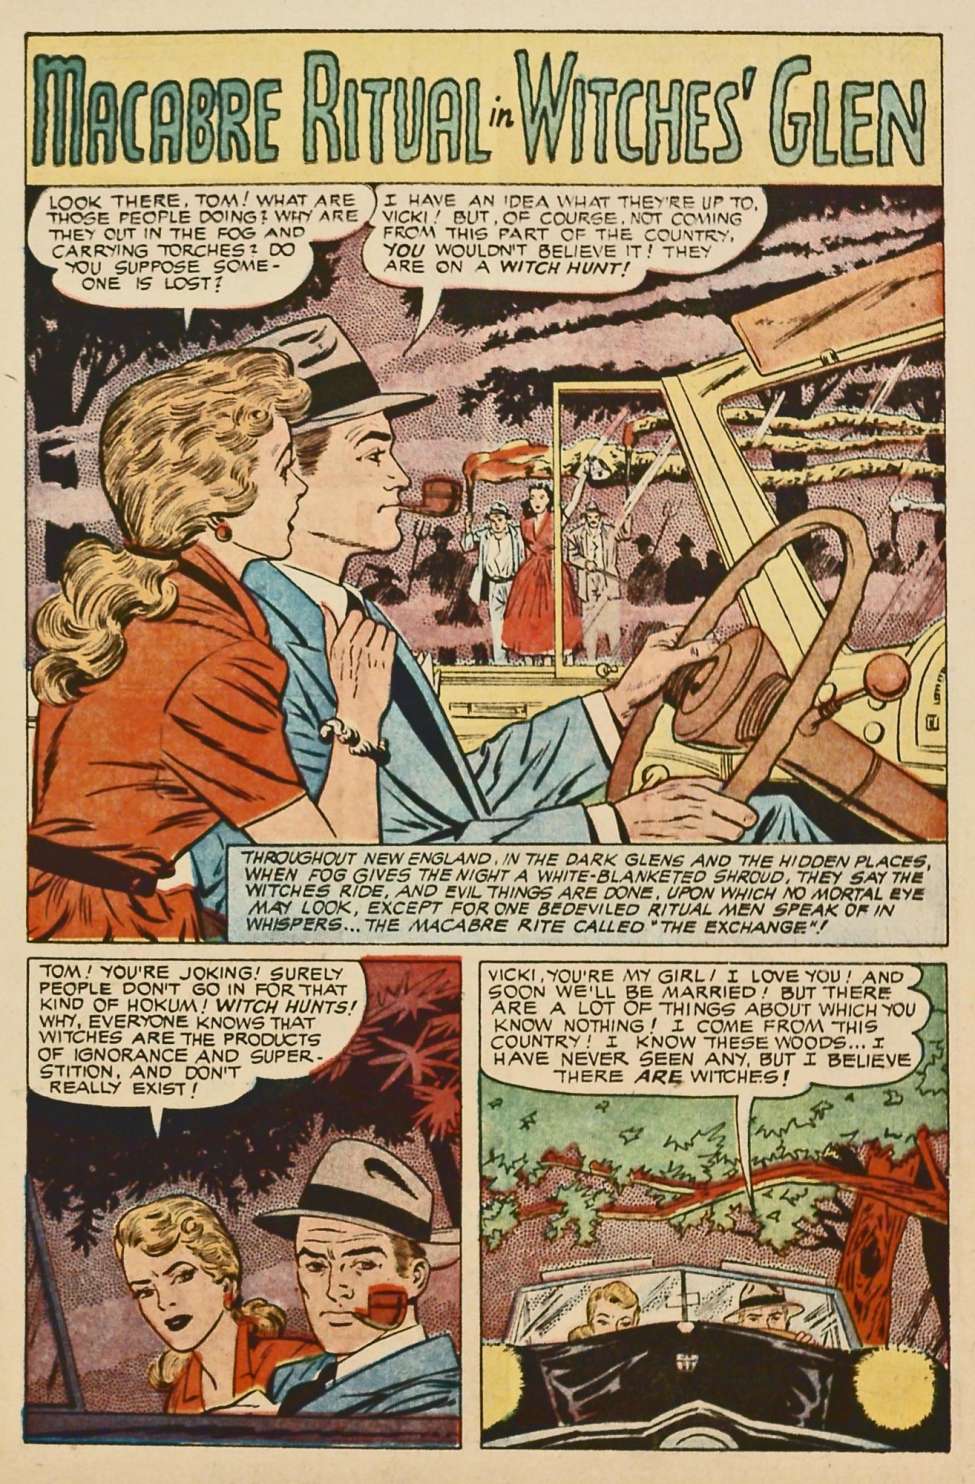 MACABRE RITUAL in WITCHES' GLEN
LOOK THERE, TOM! WHAT ARE
THOSE PEOPLE DOING? WHY ARE
THEY OUT IN THE FOG AND
CARRYING TORCHES? DO
YOU SUPPOSE SOME-
ONE IS LOST?
I HAVE AN IDEA WHAT THEY'RE UP TO,
VICKI! BUT, OF COURSE, NOT COMING
FROM THIS PART OF THE COUNTRY,
YOU WOULDN'T BELIEVE IT! THEY
ARE ON A WITCH HUNT!
THROUGHOUT NEW ENGLAND, IN THE DARK GLENS AND THE HIDDEN PLACES,
WHEN FOG GIVES THE NIGHT A WHITE-BLANKETED SHROUD, THEY SAY THE
WITCHES RIDE, AND EVIL THINGS ARE DONE, UPON WHICH NO MORTAL EYE
MAY LOOK, EXCEPT FOR ONE BEDEVILED RITUAL MEN SPEAK OF IN
WHISPERS... THE MACABRE RITE CALLED "THE EXCHANGE"!
TOM! YOU'RE JOKING! SURELY
PEOPLE DON'T GO IN FOR THAT
KIND OF HOKUM! WITCH HUNTS!
WHY, EVERYONE KNOWS THAT
WITCHES ARE THE PRODUCTS
OF IGNORANCE AND SUPER-
STITION, AND DON'T
REALLY EXIST!
VICKI, YOU'RE MY GIRL! I LOVE YOU! AND
SOON WE'LL BE MARRIED! BUT THERE
ARE A LOT OF THINGS ABOUT WHICH YOU
KNOW NOTHING! I COME FROM THIS
COUNTRY! I KNOW THESE WOODS... I
HAVE NEVER SEEN ANY, BUT I BELIEVE
THERE ARE WITCHES!